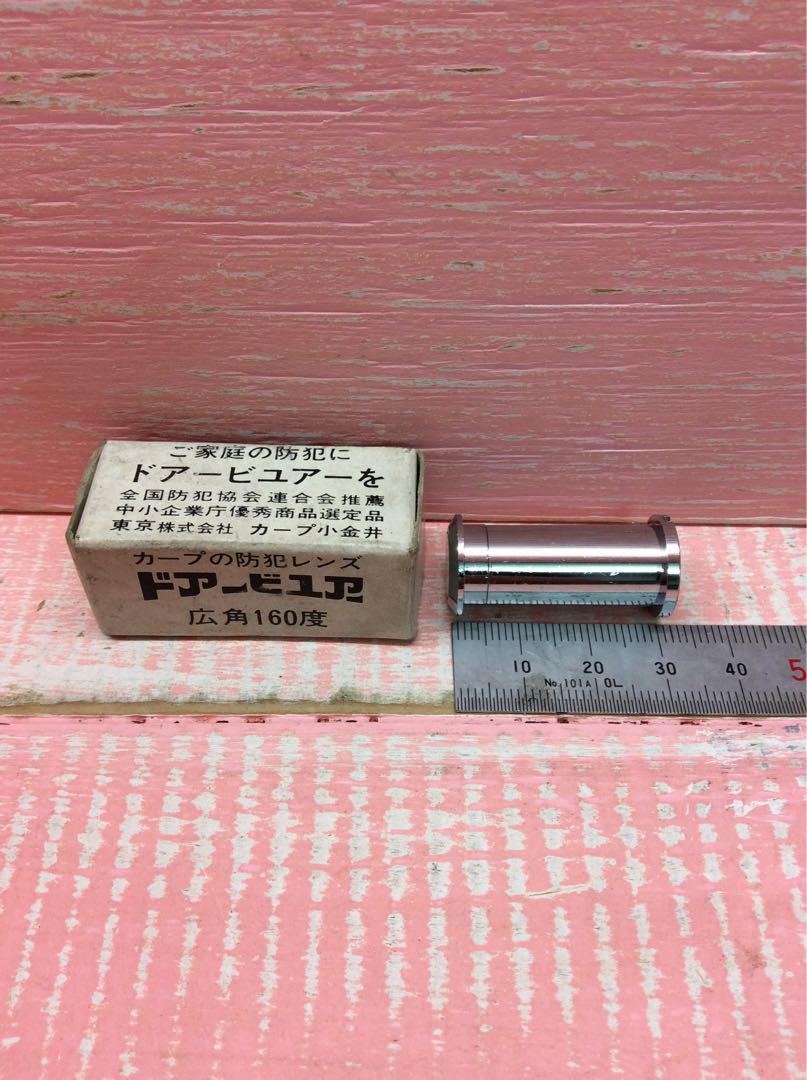 ご家庭の防犯に
ドアービユアーを
全国防犯協会連合会推薦
中小企業庁優秀商品選定品
東京株式会社 カープ小金井
カープの防犯レンズ
ドアービユア
広角160度
10 20 30 40 5
No.101A OL